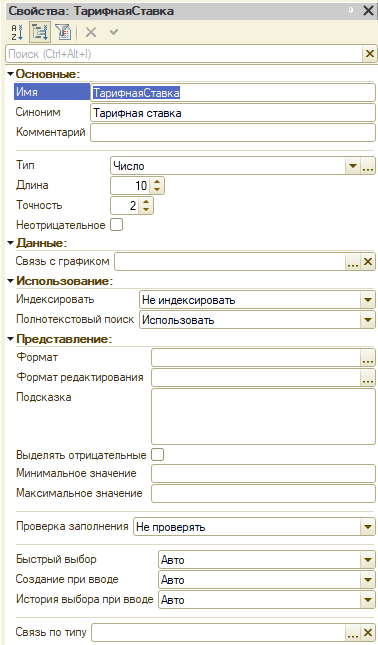 Свойства: ТарифнаяСтавка
Поиск (Ctrl+Alt+I)
Основные:
Имя ТарифнаяСтавка
Синоним Тарифная ставка
Комментарий
Тип Число
Длина 10
Точность 2
Неотрицательное
Данные:
Связь с графиком
Использование:
Индексировать Не индексировать
Полнотекстовый поиск Использовать
Представление:
Формат
Формат редактирования
Подсказка
Выделять отрицательные
Минимальное значение
Максимальное значение
Проверка заполнения Не проверять
Быстрый выбор Авто
Создание при вводе Авто
История выбора при вводе Авто
Связь по типу